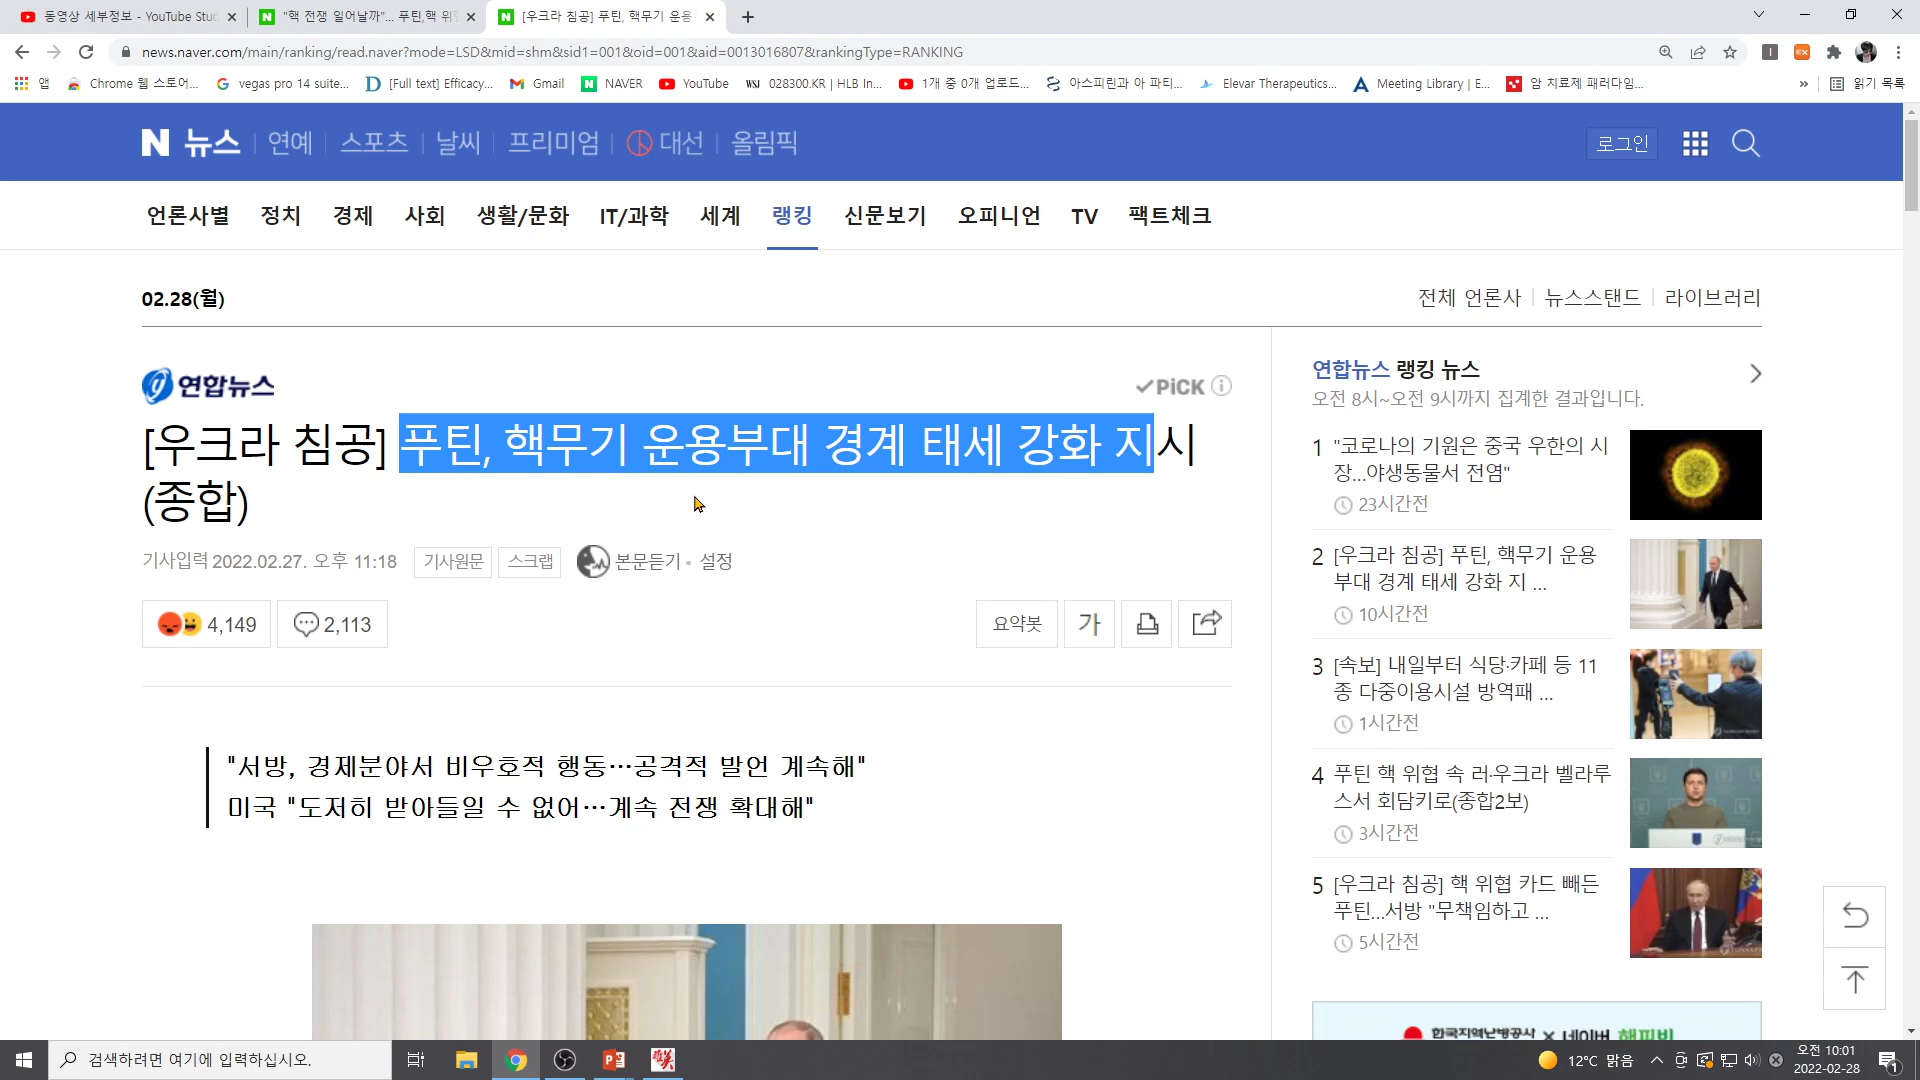 동영상 세부정보 - YouTube Stud
"핵 전쟁 일어날까"... 푸틴,핵 위
[우크라 침공] 푸틴, 핵무기 운용
news.naver.com/main/ranking/read.naver?mode=LSD&mid=shm&sid1=001&oid=001&aid=0013016807&rankingType=RANKING
앱
Chrome 웹 스토어...
vegas pro 14 suite...
[Full text] Efficacy...
Gmail
NAVER
YouTube
WSJ 028300.KR | HLB In...
1개 중 0개 업로드...
아스피린과 아 파티...
Elevar Therapeutics...
Meeting Library | E...
암 치료제 패러다임...
»
읽기 목록
N 뉴스 연예 스포츠 날씨 프리미엄 대선 올림픽
로그인
언론사별 정치 경제 사회 생활/문화 IT/과학 세계 랭킹 신문보기 오피니언 TV 팩트체크
02.28(월)
전체 언론사 뉴스스탠드 라이브러리
연합뉴스
PiCK
[우크라 침공] 푸틴, 핵무기 운용부대 경계 태세 강화 지시
(종합)
기사입력 2022.02.27. 오후 11:18 기사원문 스크랩 본문듣기 · 설정
4,149 2,113
요약봇 가
"서방, 경제분야서 비우호적 행동…공격적 발언 계속해"
미국 "도저히 받아들일 수 없어…계속 전쟁 확대해"
연합뉴스 랭킹 뉴스
오전 8시~오전 9시까지 집계한 결과입니다.
1 "코로나의 기원은 중국 우한의 시
장...야생동물서 전염"
23시간전
2 [우크라 침공] 푸틴, 핵무기 운용
부대 경계 태세 강화 지 ...
10시간전
3 [속보] 내일부터 식당·카페 등 11
종 다중이용시설 방역패 ...
1시간전
4 푸틴 핵 위협 속 러·우크라 벨라루
스서 회담키로(종합2보)
3시간전
5 [우크라 침공] 핵 위협 카드 빼든
푸틴...서방 "무책임하고 ...
5시간전
한국지역난방공사 × 네이버 해피빈
검색하려면 여기에 입력하십시오.
12°C 맑음
오전 10:01
2022-02-28
1